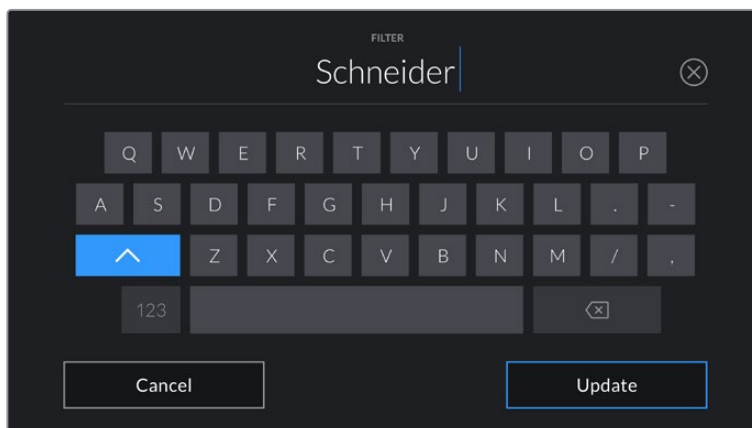 FILTER
Schneider
Q W E R T Y U I O P
A S D F G H J K L . -
Z X C V B N M / ,
123
Cancel Update